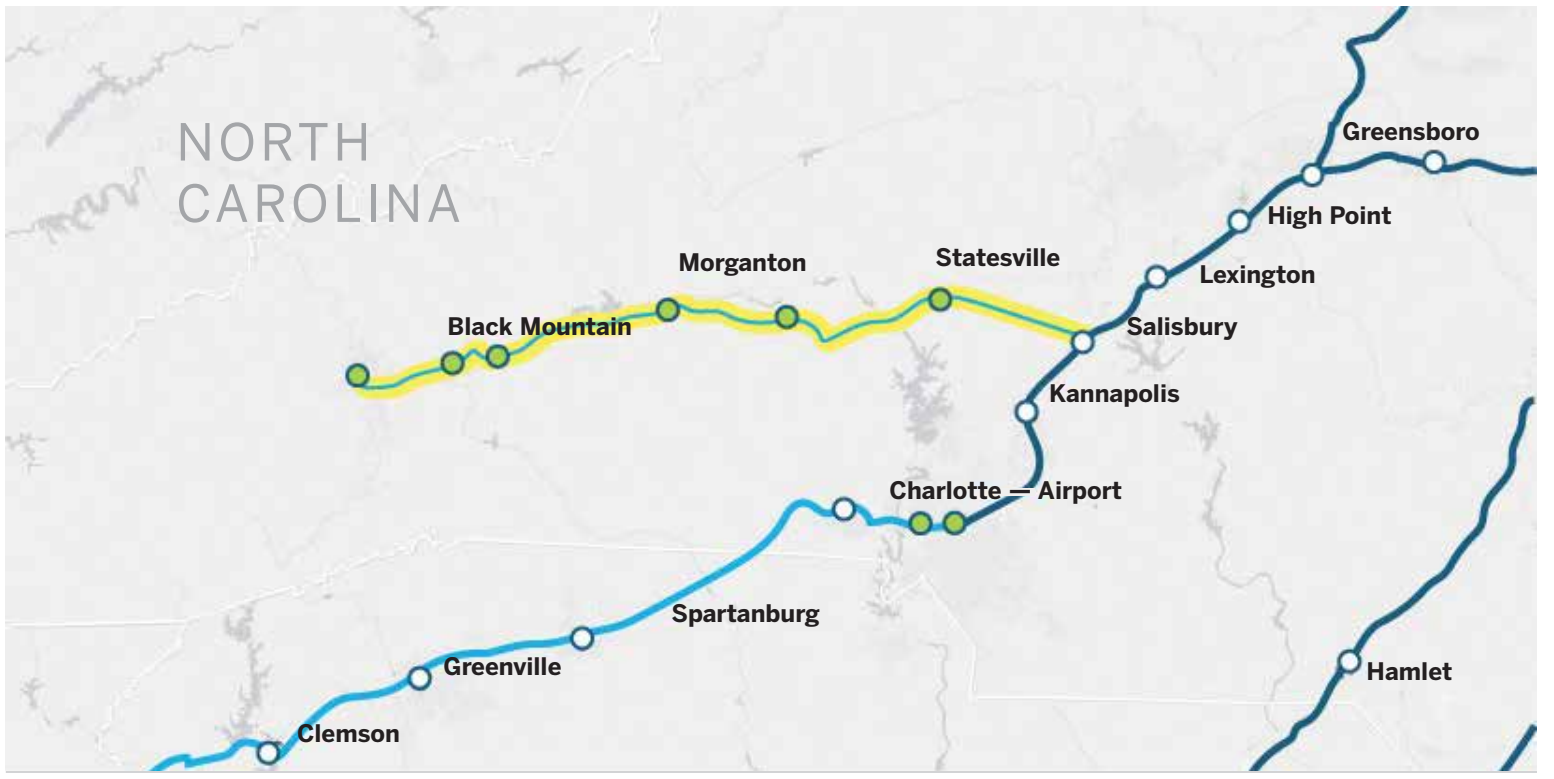 NORTH
CAROLINA
Greensboro
High Point
Morganton
Statesville
Lexington
Black Mountain
Salisbury
Kannapolis
Charlotte — Airport
Spartanburg
Greenville
Hamlet
Clemson